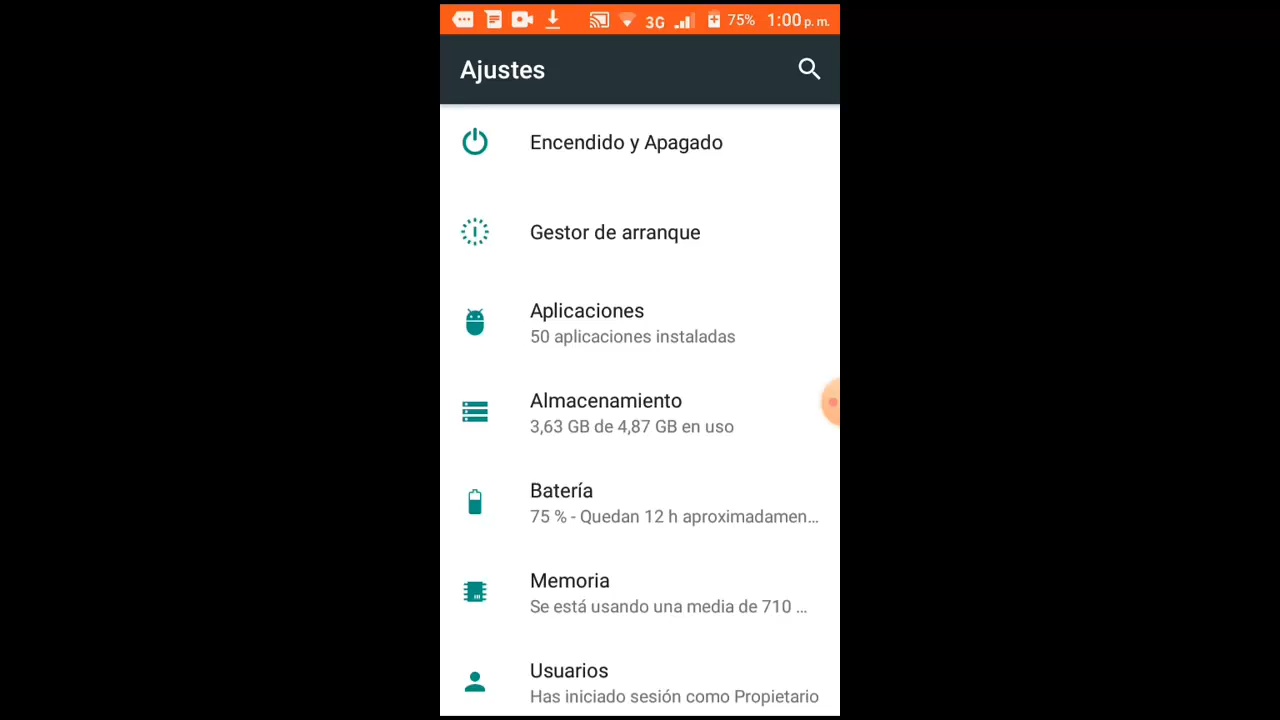 3G 75% 1:00 p. m.
Ajustes
Encendido y Apagado
Gestor de arranque
Aplicaciones
50 aplicaciones instaladas
Almacenamiento
3,63 GB de 4,87 GB en uso
Batería
75 % - Quedan 12 h aproximadamen...
Memoria
Se está usando una media de 710 ...
Usuarios
Has iniciado sesión como Propietario